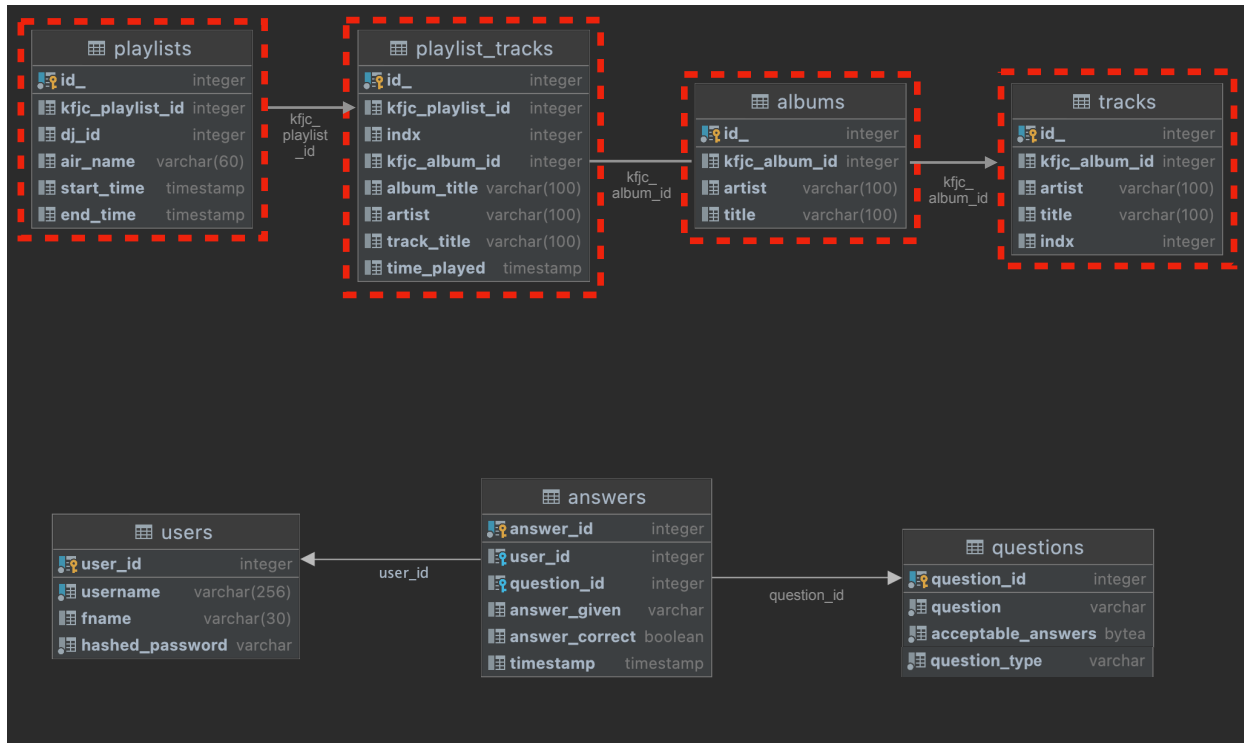 playlists
id_ integer
kfjc_playlist_id integer
dj_id integer
air_name varchar(60)
start_time timestamp
end_time timestamp
kfjc_
playlist
_id
playlist_tracks
id_ integer
kfjc_playlist_id integer
indx integer
kfjc_album_id integer
album_title varchar(100)
artist varchar(100)
track_title varchar(100)
time_played timestamp
kfjc_
album_id
albums
id_ integer
kfjc_album_id integer
artist varchar(100)
title varchar(100)
kfjc_
album_id
tracks
id_ integer
kfjc_album_id integer
artist varchar(100)
title varchar(100)
indx integer
users
user_id integer
username varchar(256)
fname varchar(30)
hashed_password varchar
user_id
answers
answer_id integer
user_id integer
question_id integer
answer_given varchar
answer_correct boolean
timestamp timestamp
question_id
questions
question_id integer
question varchar
acceptable_answers bytea
question_type varchar